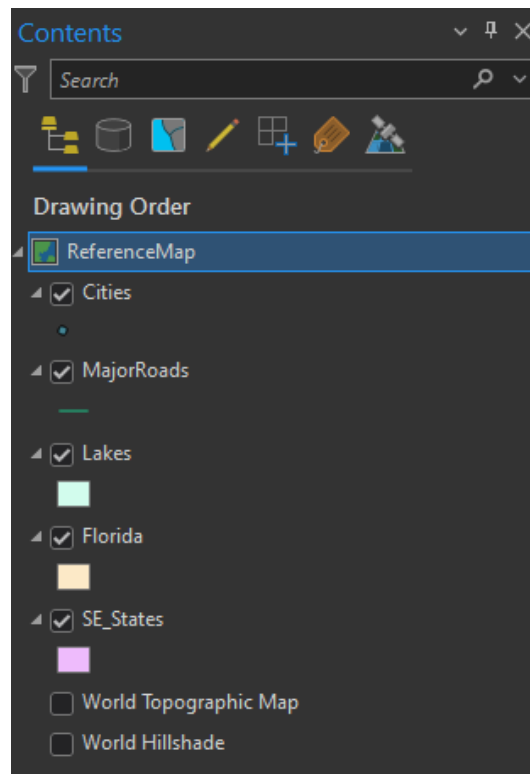 Contents
Search
Drawing Order
ReferenceMap
Cities
MajorRoads
Lakes
Florida
SE_States
World Topographic Map
World Hillshade